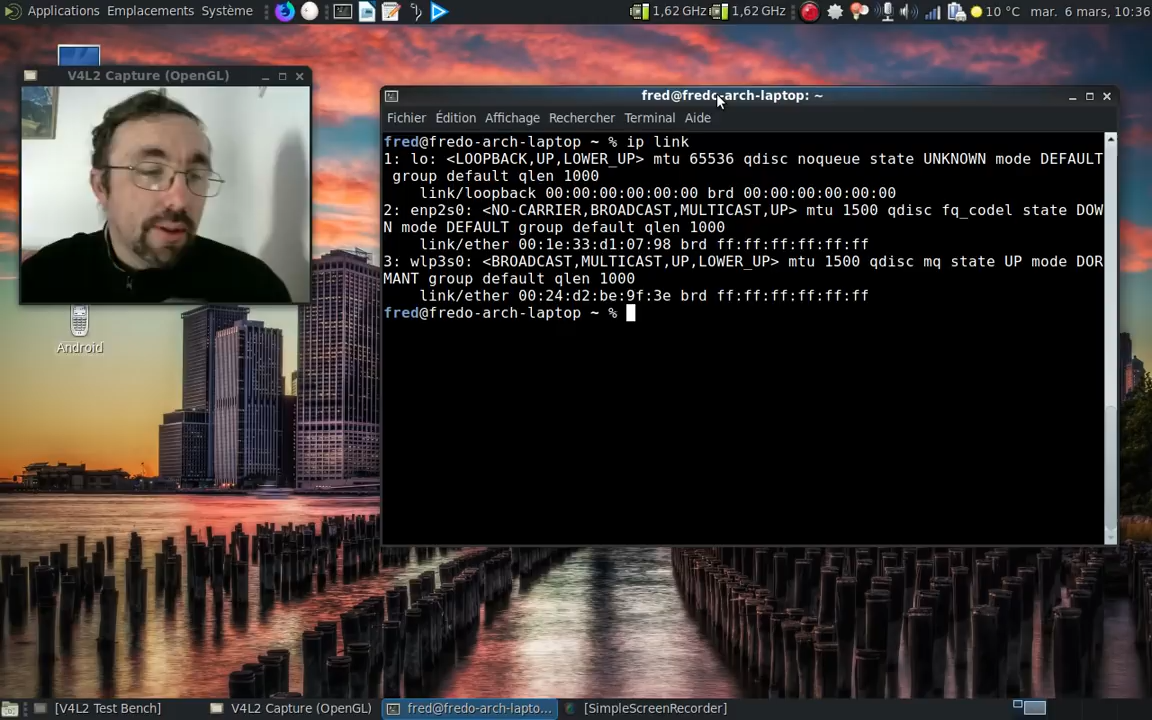 Applications Emplacements Système 1,62 GHz 1,62 GHz 10 °C mar. 6 mars, 10:36
V4L2 Capture (OpenGL)
fred@fredo-arch-laptop: ~
Fichier Édition Affichage Rechercher Terminal Aide
fred@fredo-arch-laptop ~ % ip link
1: lo: <LOOPBACK,UP,LOWER_UP> mtu 65536 qdisc noqueue state UNKNOWN mode DEFAULT
group default qlen 1000
link/loopback 00:00:00:00:00:00 brd 00:00:00:00:00:00
2: enp2s0: <NO-CARRIER,BROADCAST,MULTICAST,UP> mtu 1500 qdisc fq_codel state DOW
N mode DEFAULT group default qlen 1000
link/ether 00:1e:33:d1:07:98 brd ff:ff:ff:ff:ff:ff
3: wlp3s0: <BROADCAST,MULTICAST,UP,LOWER_UP> mtu 1500 qdisc mq state UP mode DOR
MANT group default qlen 1000
link/ether 00:24:d2:be:9f:3e brd ff:ff:ff:ff:ff:ff
fred@fredo-arch-laptop ~ %
Android
[V4L2 Test Bench] V4L2 Capture (OpenGL) fred@fredo-arch-lapto... [SimpleScreenRecorder]